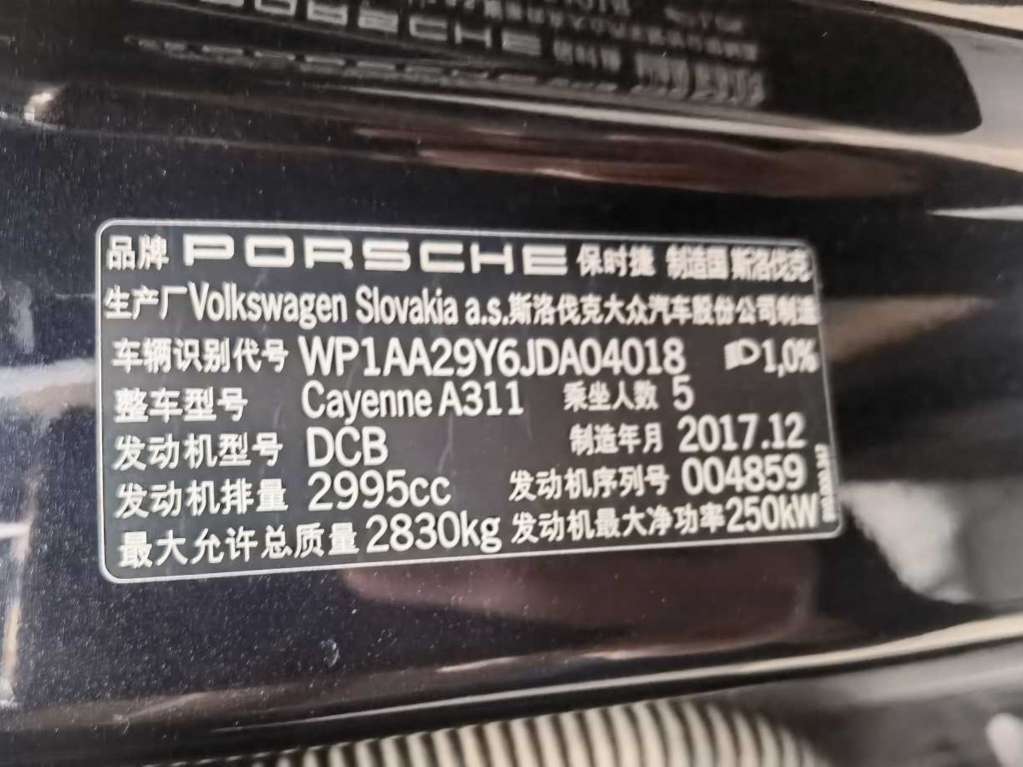 品牌 PORSCHE 保时捷 制造国 斯洛伐克
生产厂 Volkswagen Slovakia a.s.斯洛伐克大众汽车股份公司制造
车辆识别代号 WP1AA29Y6JDA04018 1,0%
整车型号 Cayenne A311 乘坐人数 5
发动机型号 DCB 制造年月 2017.12
发动机排量 2995cc 发动机序列号 004859
最大允许总质量 2830kg 发动机最大净功率 250kW